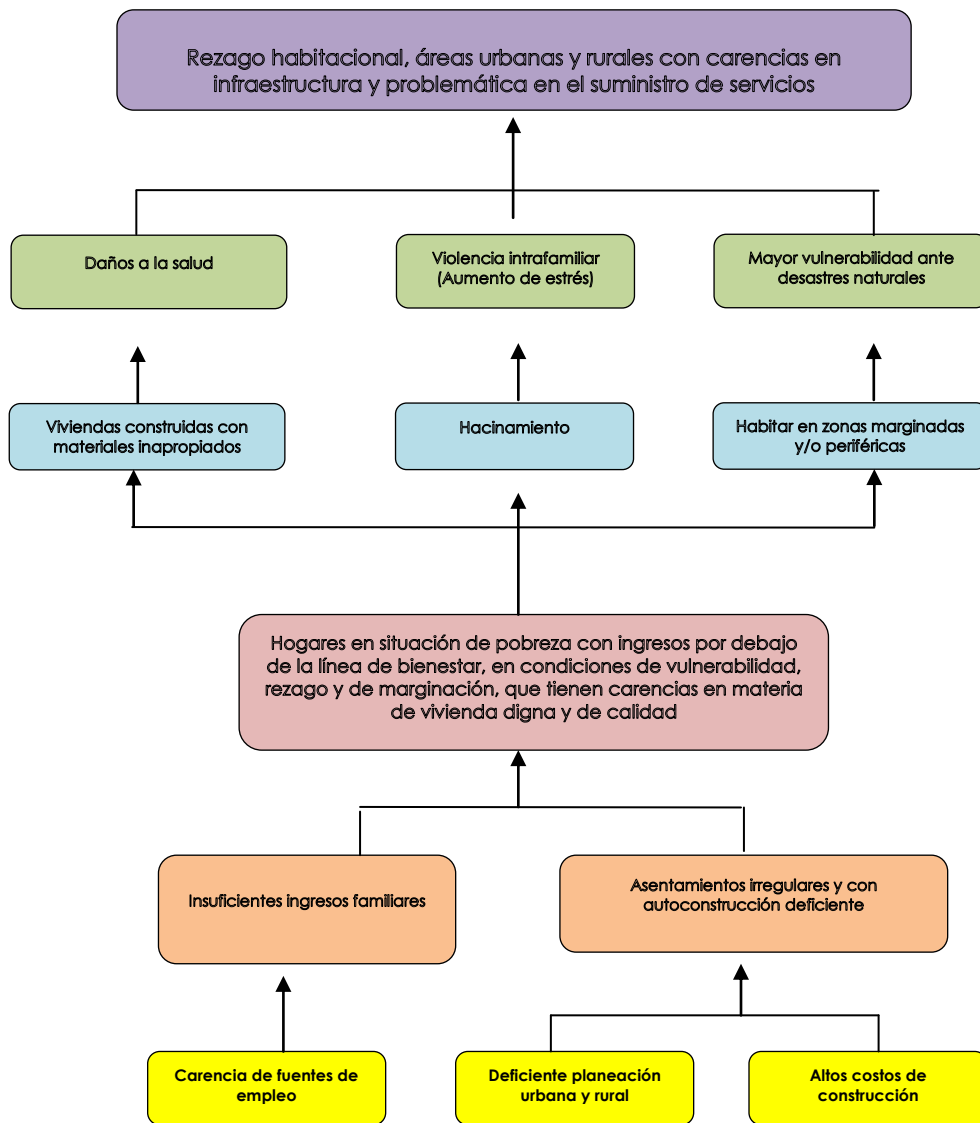 Rezago habitacional, áreas urbanas y rurales con carencias en
infraestructura y problemática en el suministro de servicios
Daños a la salud
Violencia intrafamiliar
(Aumento de estrés)
Mayor vulnerabilidad ante
desastres naturales
Viviendas construidas con
materiales inapropiados
Hacinamiento
Habitar en zonas marginadas
y/o periféricas
Hogares en situación de pobreza con ingresos por debajo
de la línea de bienestar, en condiciones de vulnerabilidad,
rezago y de marginación, que tienen carencias en materia
de vivienda digna y de calidad
Insuficientes ingresos familiares
Asentamientos irregulares y con
autoconstrucción deficiente
Carencia de fuentes de
empleo
Deficiente planeación
urbana y rural
Altos costos de
construcción